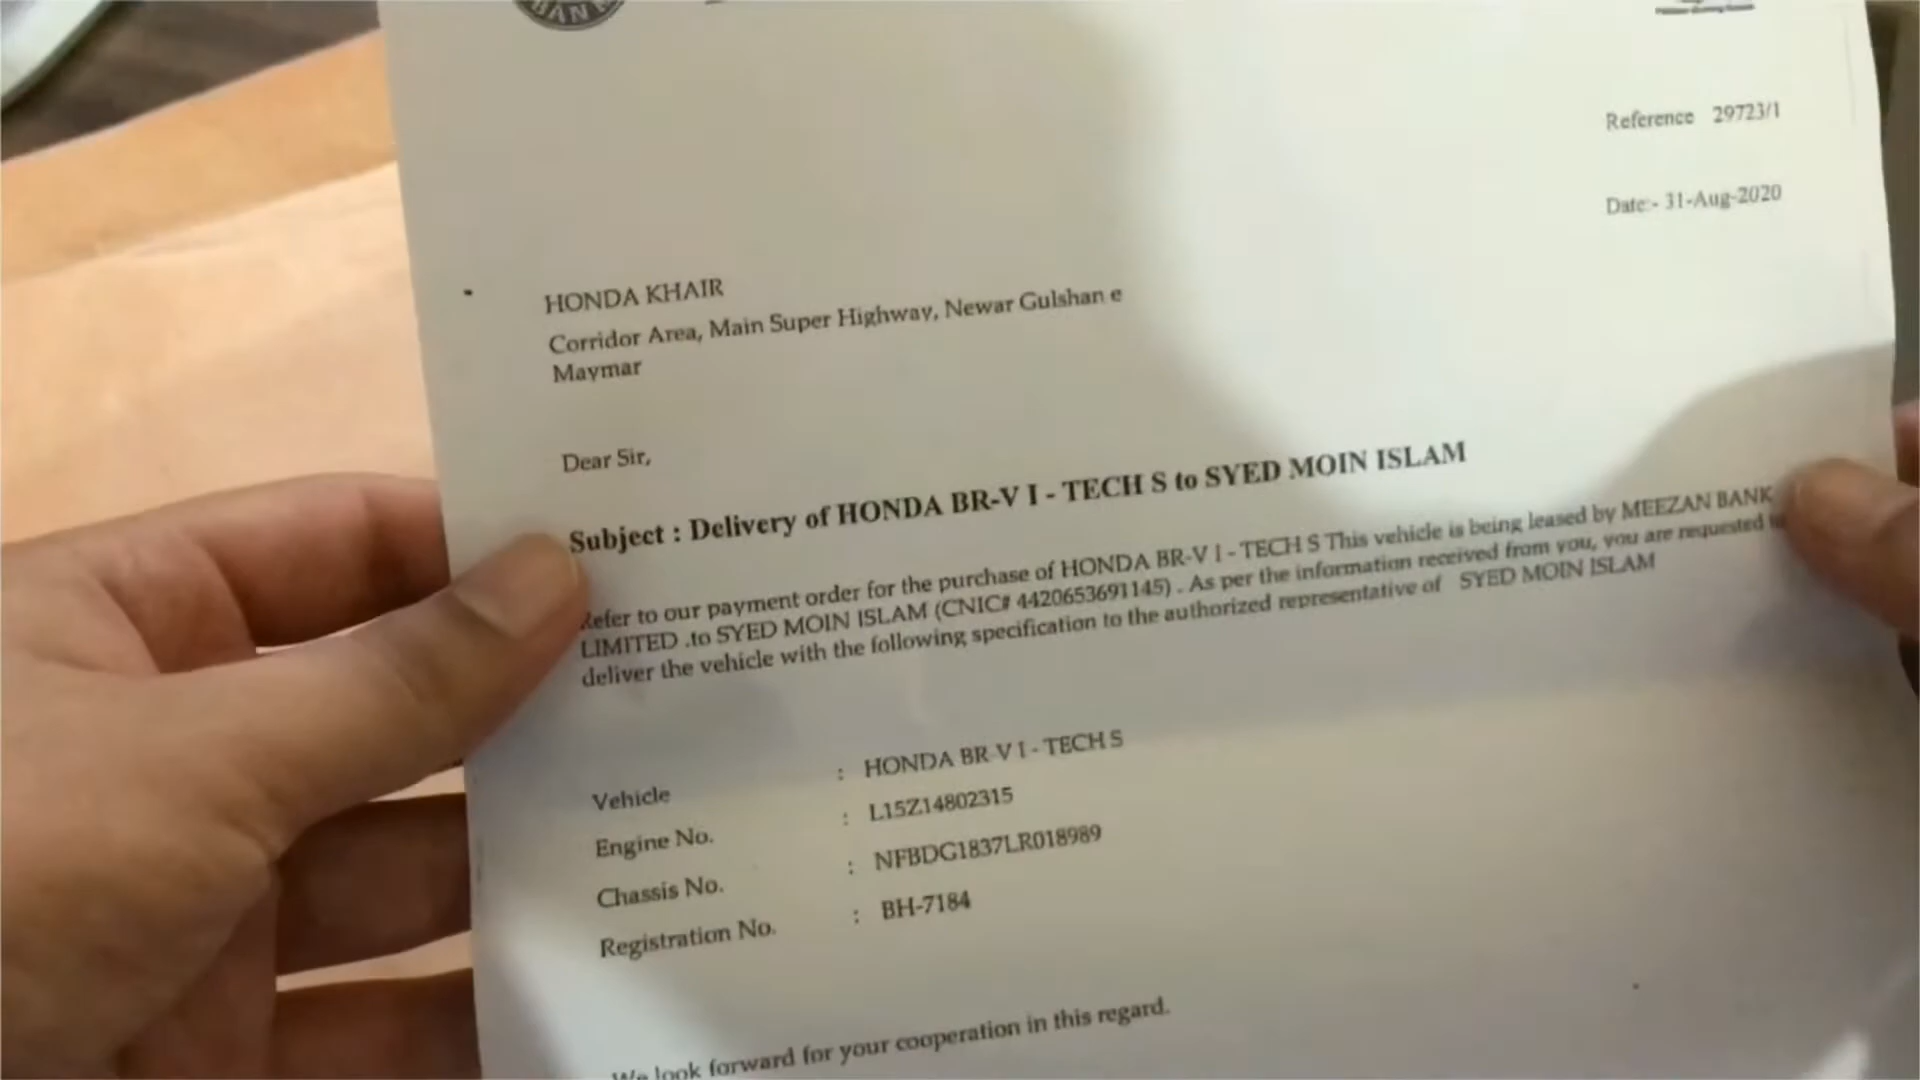 BANK
Reference 29723/1
Date:- 31-Aug-2020
HONDA KHAIR
Corridor Area, Main Super Highway, Newar Gulshan e
Maymar
Dear Sir,
Subject : Delivery of HONDA BR-V I - TECH S to SYED MOIN ISLAM
Refer to our payment order for the purchase of HONDA BR-V I - TECH S This vehicle is being leased by MEEZAN BANK
LIMITED .to SYED MOIN ISLAM (CNIC# 4420653691145) . As per the information received from you, you are requested to
deliver the vehicle with the following specification to the authorized representative of SYED MOIN ISLAM
Vehicle : HONDA BR-V I - TECH S
Engine No. : L15Z14802315
Chassis No. : NFBDG1837LR018989
Registration No. : BH-7184
We look forward for your cooperation in this regard.